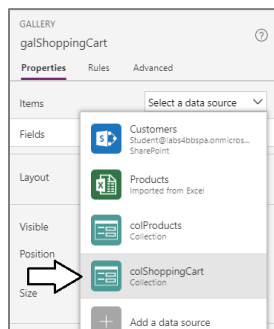 GALLERY
galShoppingCart
Properties Rules Advanced
Items Select a data source
Fields
Customers
Student@labs4bbspa.onmicros...
SharePoint
Layout
Products
Imported from Excel
Visible
colProducts
Collection
Position
colShoppingCart
Collection
Size
Add a data source